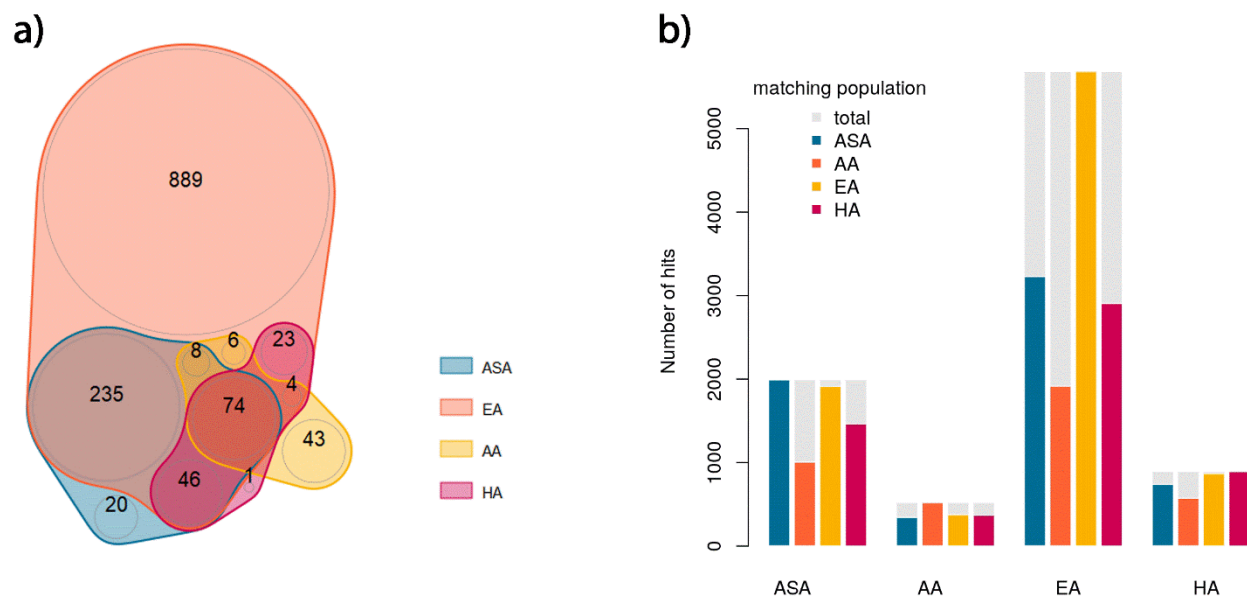 a)
889
8
6
23
235
74
4
43
46
1
20
ASA
EA
AA
HA
b)
matching population
total
ASA
AA
EA
HA
Number of hits
5000
4000
3000
2000
1000
0
ASA
AA
EA
HA